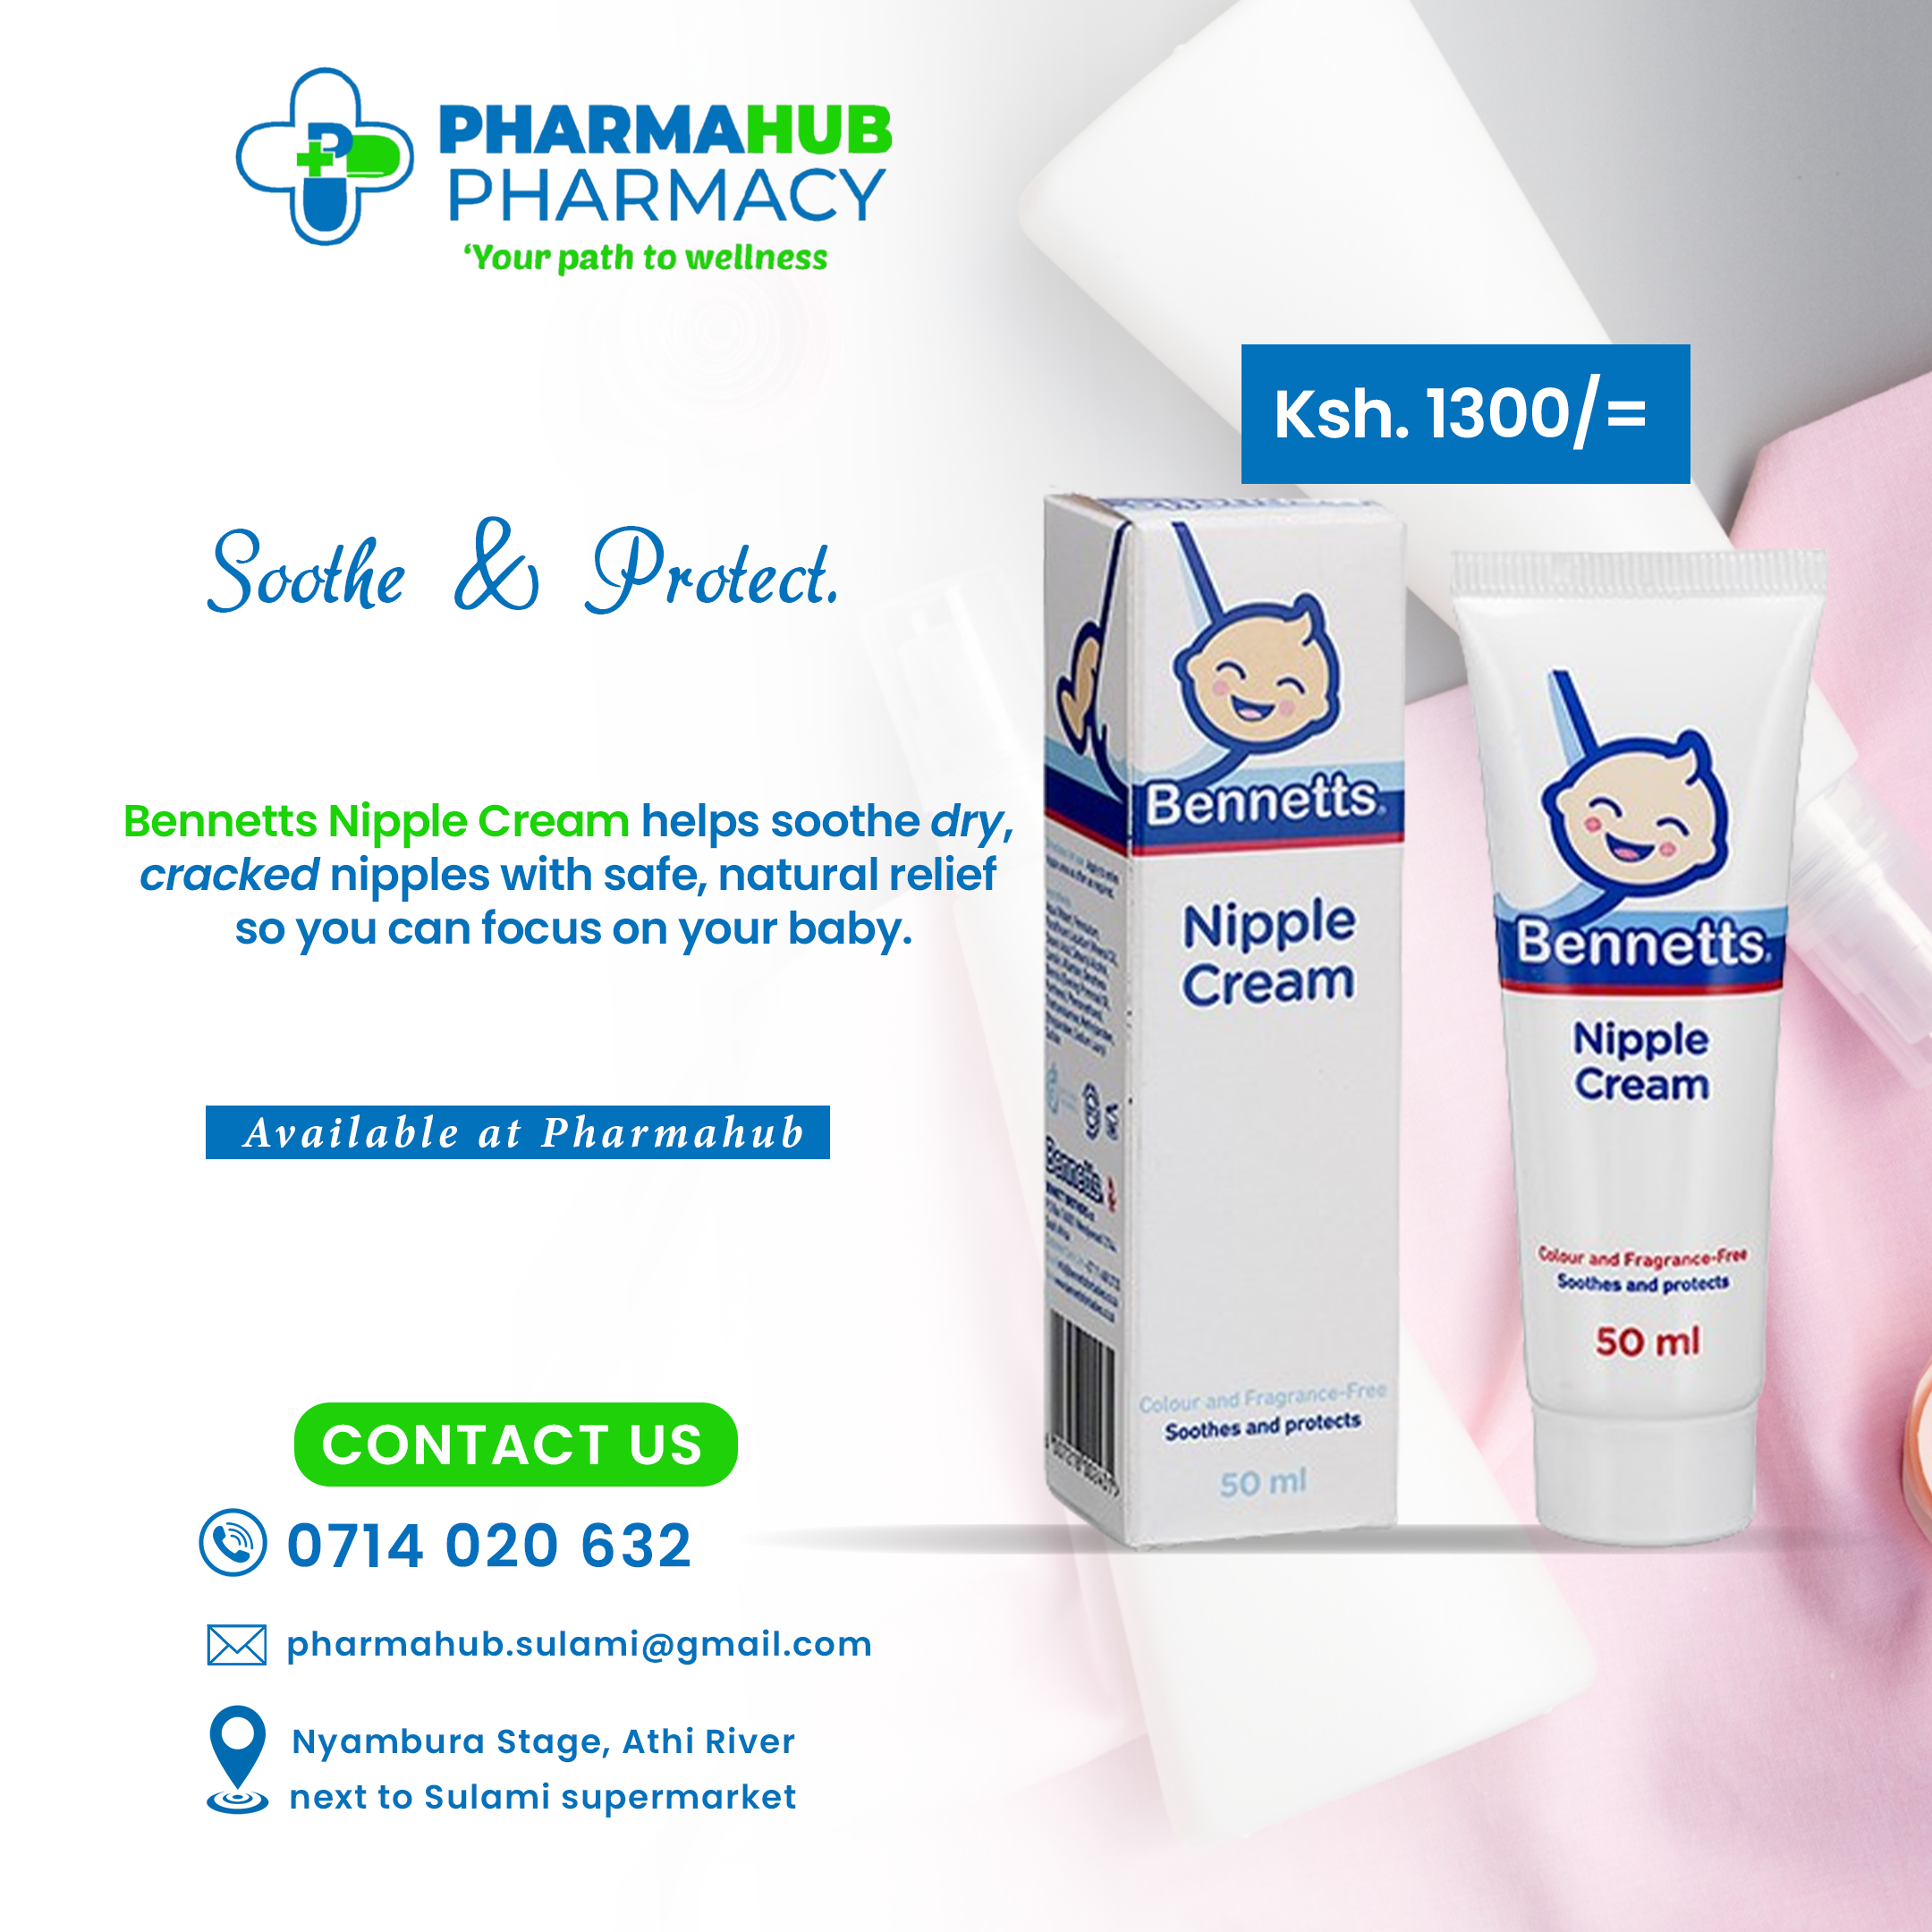 PHARMAHUB
PHARMACY
‘Your path to wellness
Ksh. 1300/=
Soothe & Protect.
Bennetts Nipple Cream helps soothe dry,
cracked nipples with safe, natural relief
so you can focus on your baby.
Available at Pharmahub
Bennetts
Nipple
Cream
Colour and Fragrance-Free
Soothes and protects
50 ml
Bennetts
Nipple
Cream
Colour and Fragrance-Free
Soothes and protects
50 ml
Bennetts
CONTACT US
0714 020 632
pharmahub.sulami@gmail.com
Nyambura Stage, Athi River
next to Sulami supermarket